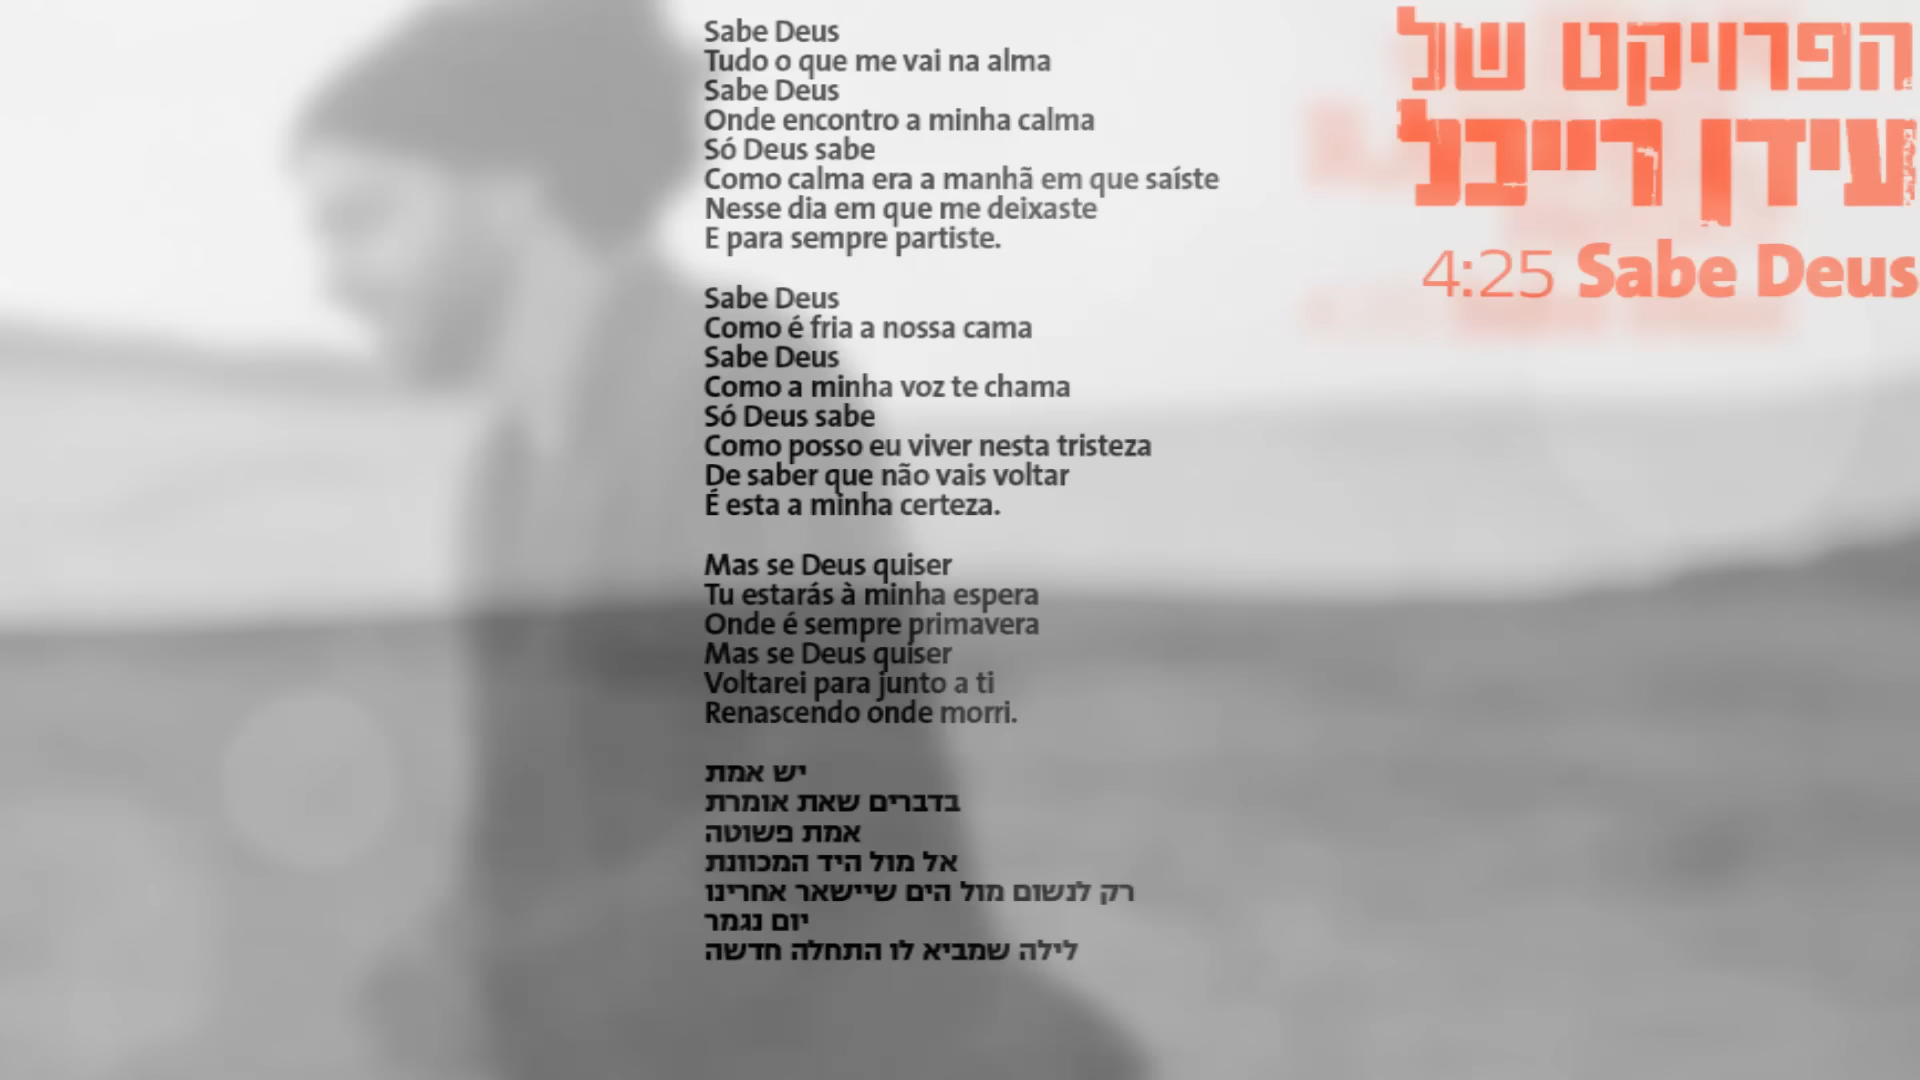 Sabe Deus
Tudo o que me vai na alma
Sabe Deus
Onde encontro a minha calma
Só Deus sabe
Como calma era a manhã em que saíste
Nesse dia em que me deixaste
E para sempre partiste.
Sabe Deus
Como é fria a nossa cama
Sabe Deus
Como a minha voz te chama
Só Deus sabe
Como posso eu viver nesta tristeza
De saber que não vais voltar
É esta a minha certeza.
Mas se Deus quiser
Tu estarás à minha espera
Onde é sempre primavera
Mas se Deus quiser
Voltarei para junto a ti
Renascendo onde morri.
יש אמת
בדברים שאת אומרת
אמת פשוטה
אל מול היד המכוונת
רק לנשום מול הים שיישאר אחרינו
יום נגמר
לילה שמביא לו התחלה חדשה
הפרויקט של
עידן רייכל
4:25 Sabe Deus